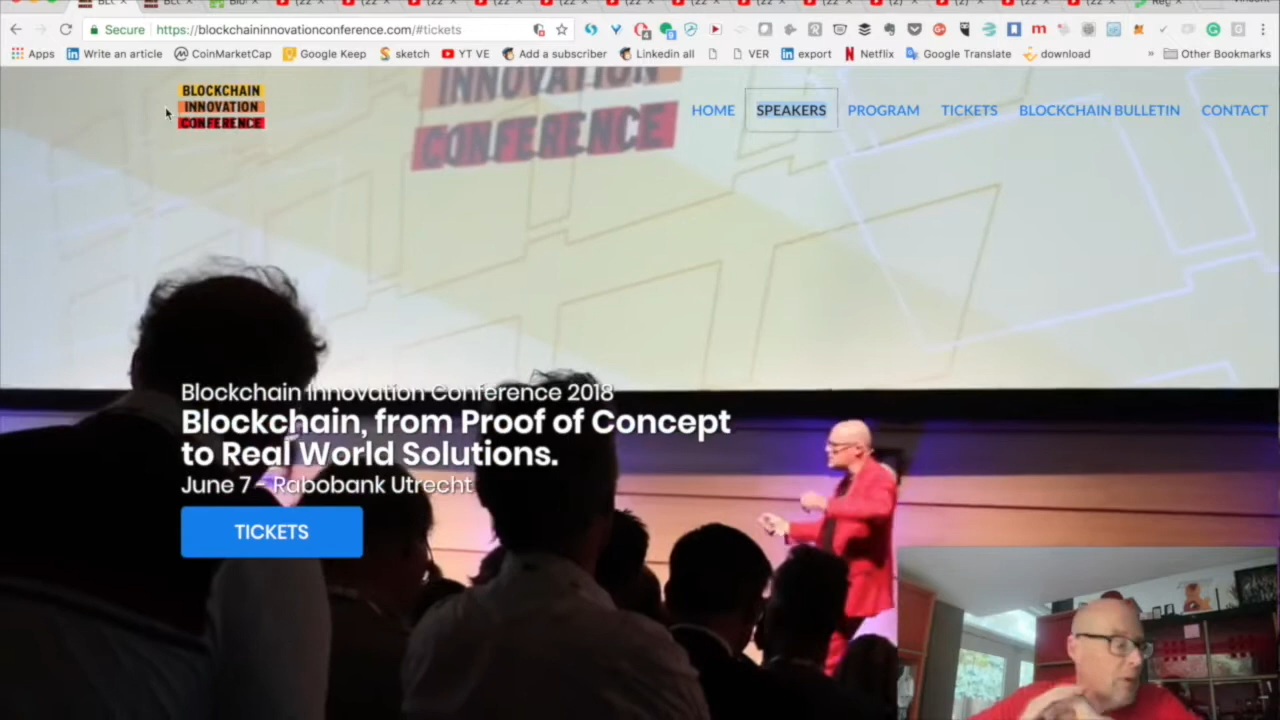 Secure https://blockchaininnovationconference.com/#tickets
Apps Write an article CoinMarketCap Google Keep sketch YT VE Add a subscriber Linkedin all VER export Netflix Google Translate download » Other Bookmarks
BLOCKCHAIN
INNOVATION
CONFERENCE
HOME SPEAKERS PROGRAM TICKETS BLOCKCHAIN BULLETIN CONTACT
INNOVATION
CONFERENCE
Blockchain Innovation Conference 2018
Blockchain, from Proof of Concept
to Real World Solutions.
June 7 - Rabobank Utrecht
TICKETS